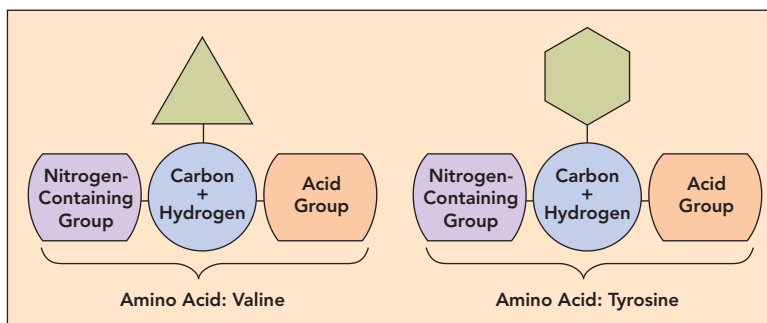 Nitrogen-
Containing
Group
Carbon
+
Hydrogen
Acid
Group
Amino Acid: Valine
Nitrogen-
Containing
Group
Carbon
+
Hydrogen
Acid
Group
Amino Acid: Tyrosine